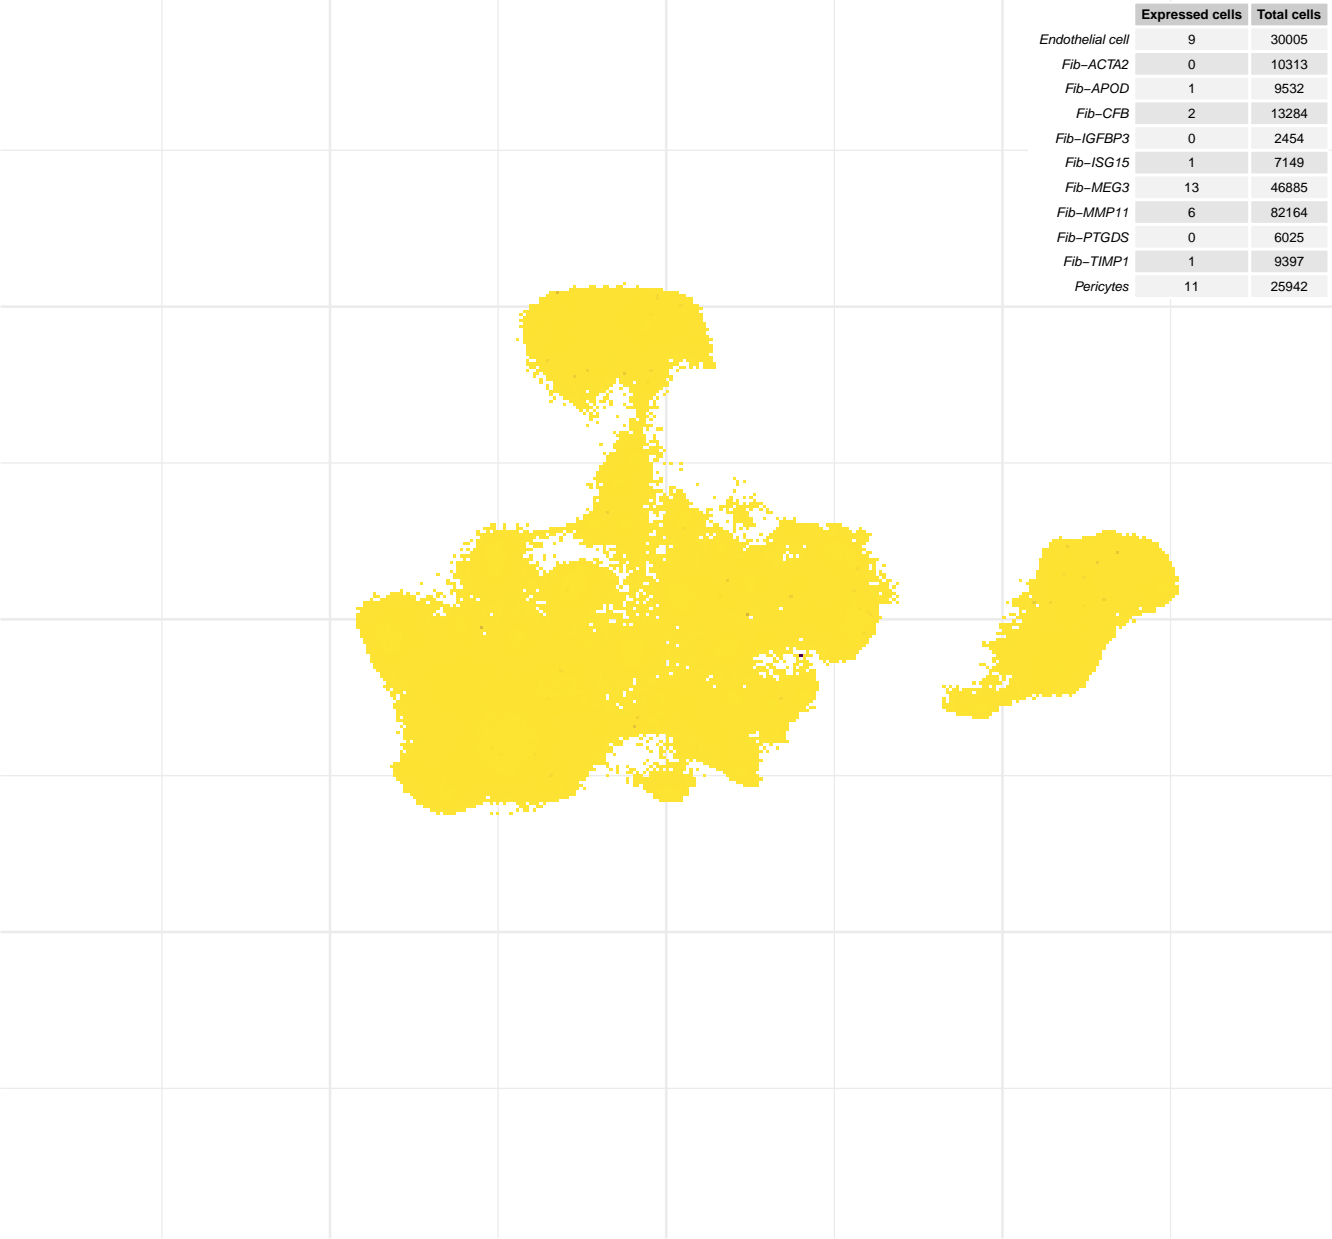 Expressed cells Total cells
Endothelial cell 9 30005
Fib−ACTA2 0 10313
Fib−APOD 1 9532
Fib−CFB 2 13284
Fib−IGFBP3 0 2454
Fib−ISG15 1 7149
Fib−MEG3 13 46885
Fib−MMP11 6 82164
Fib−PTGDS 0 6025
Fib−TIMP1 1 9397
Pericytes 11 25942